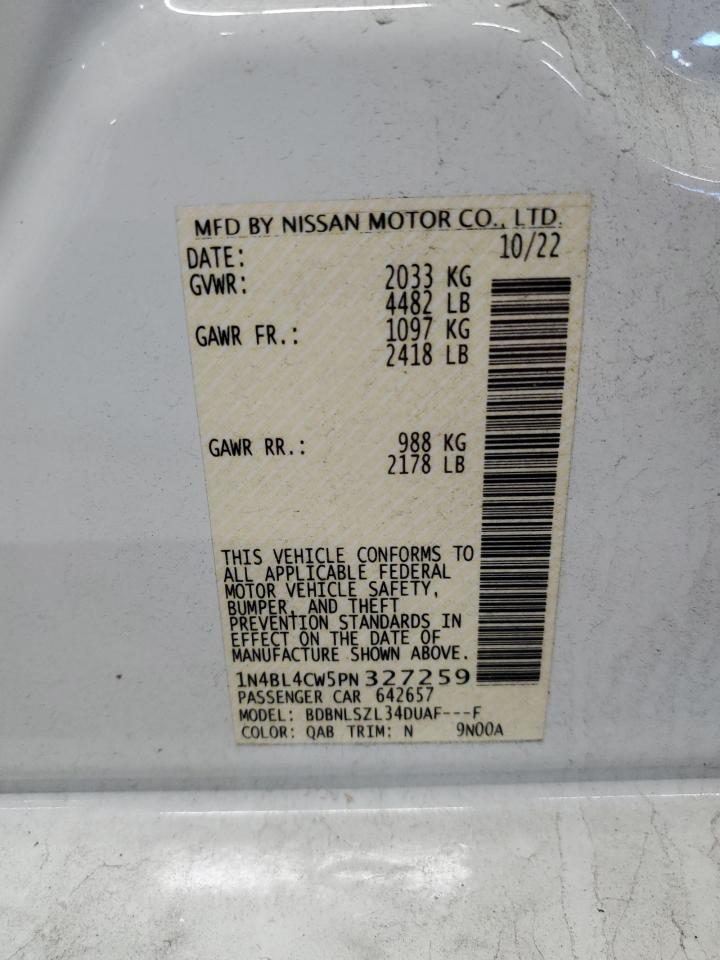 MFD BY NISSAN MOTOR CO., LTD.
DATE: 10/22
GVWR: 2033 KG
4482 LB
GAWR FR.: 1097 KG
2418 LB
GAWR RR.: 988 KG
2178 LB
THIS VEHICLE CONFORMS TO
ALL APPLICABLE FEDERAL
MOTOR VEHICLE SAFETY,
BUMPER, AND THEFT
PREVENTION STANDARDS IN
EFFECT ON THE DATE OF
MANUFACTURE SHOWN ABOVE.
1N4BL4CW5PN 327259
PASSENGER CAR 642657
MODEL: BDBNLSZL34DUAF---F
COLOR: QAB TRIM: N 9N00A